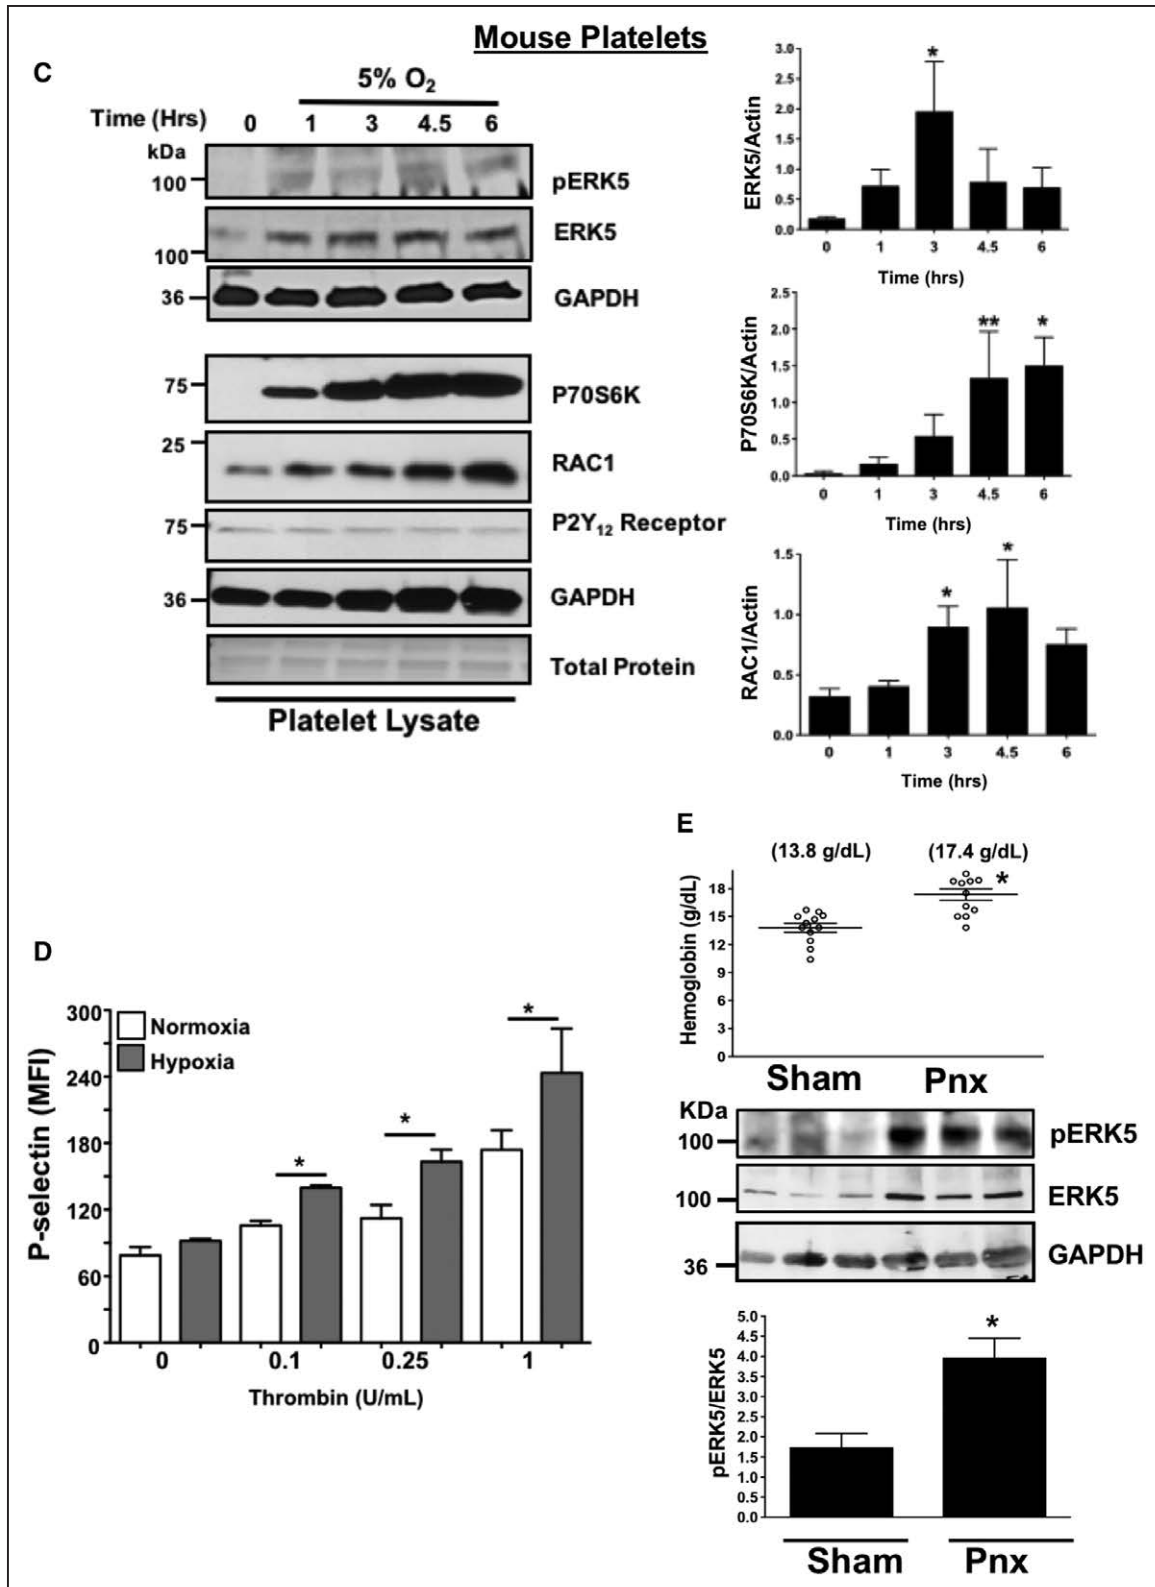 Mouse Platelets
C
5% O₂
Time (Hrs) 0 1 3 4.5 6
kDa
100 pERK5
ERK5
100
36 GAPDH
75 P70S6K
25
RAC1
75 P2Y₁₂ Receptor
36 GAPDH
Total Protein
Platelet Lysate
ERK5/Actin
3.0
2.5
2.0
1.5
1.0
0.5
0.0
*
0 1 3 4.5 6
Time (hrs)
P70S6K/Actin
2.5
2.0
1.5
1.0
0.5
0.0
** *
0 1 3 4.5 6
Time (hrs)
RAC1/Actin
1.5
1.0
0.5
0.0
* *
0 1 3 4.5 6
Time (hrs)
D
P-selectin (MFI)
300
240
180
120
60
0
Normoxia
Hypoxia
* * *
0 0.1 0.25 1
Thrombin (U/mL)
E
(13.8 g/dL) (17.4 g/dL)
Hemoglobin (g/dL)
18
15
12
9
6
3
0
*
Sham Pnx
KDa
100 pERK5
100 ERK5
36 GAPDH
pERK5/ERK5
5.0
4.5
4.0
3.5
3.0
2.5
2.0
1.5
1.0
0.5
0.0
*
Sham Pnx